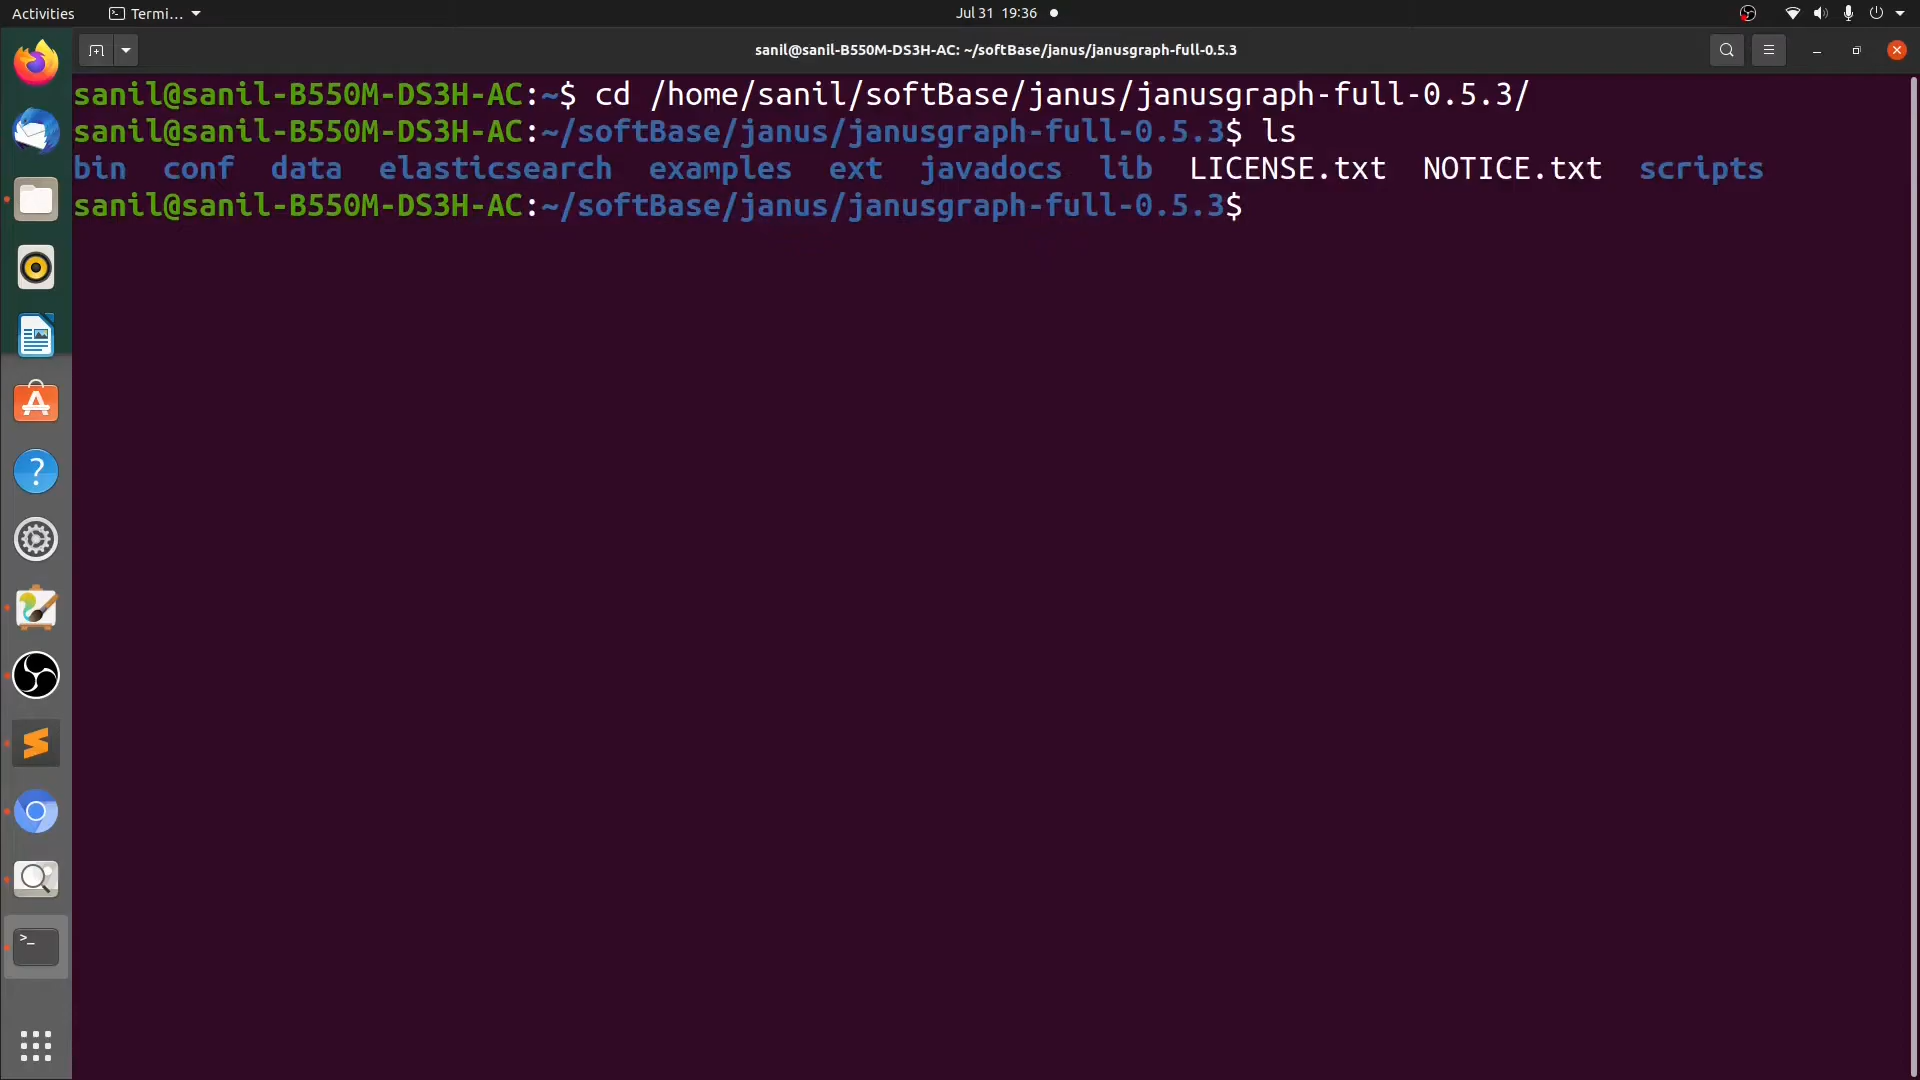 Activities Termi... Jul 31 19:36
sanil@sanil-B550M-DS3H-AC: ~/softBase/janus/janusgraph-full-0.5.3
sanil@sanil-B550M-DS3H-AC:~$ cd /home/sanil/softBase/janus/janusgraph-full-0.5.3/
sanil@sanil-B550M-DS3H-AC:~/softBase/janus/janusgraph-full-0.5.3$ ls
bin conf data elasticsearch examples ext javadocs lib LICENSE.txt NOTICE.txt scripts
sanil@sanil-B550M-DS3H-AC:~/softBase/janus/janusgraph-full-0.5.3$